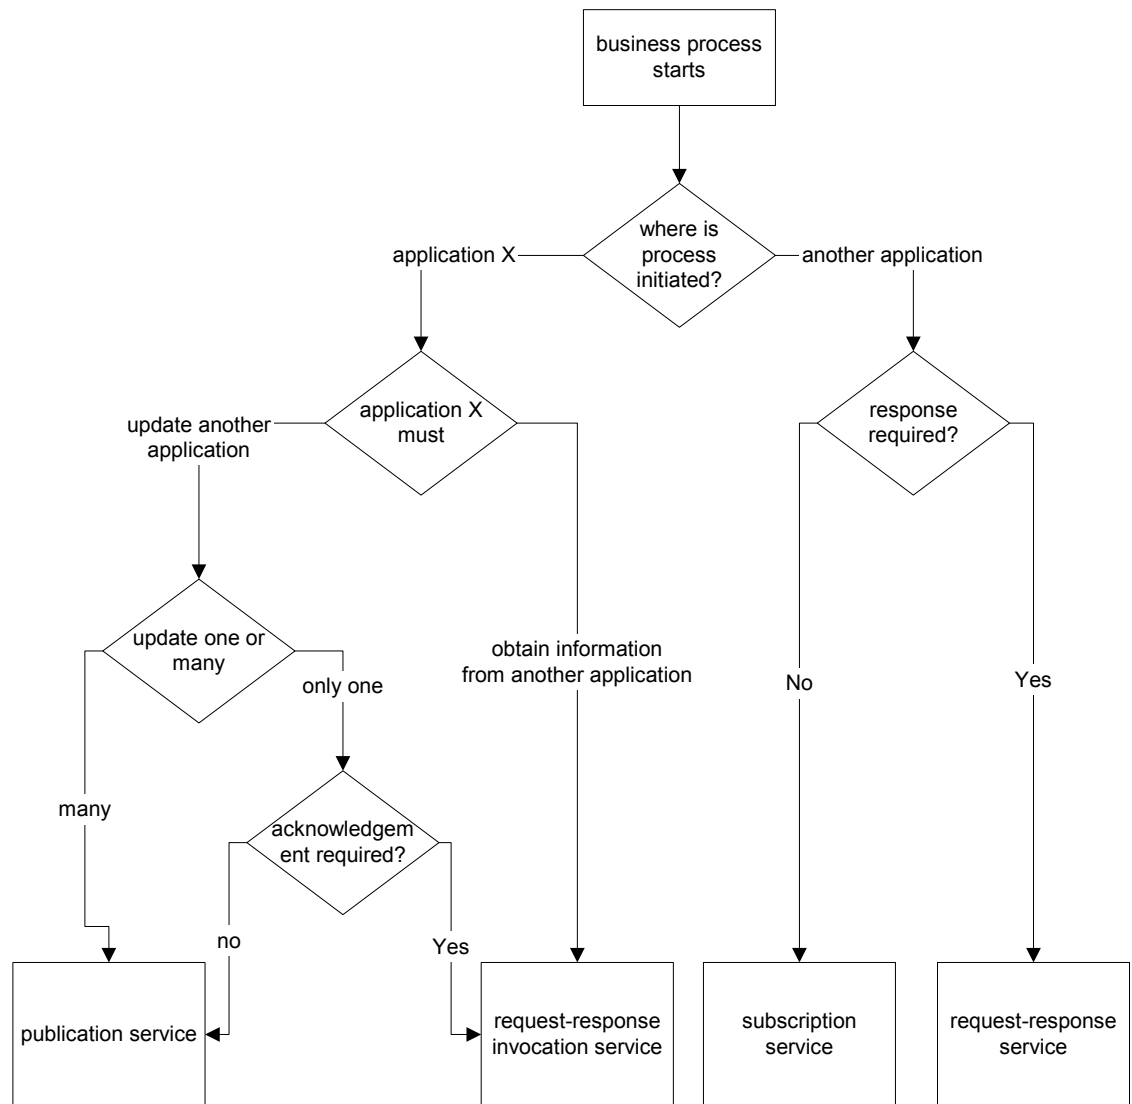 business process
starts
where is
process
initiated?
application X
another application
application X
must
response
required?
update another
application
update one or
many
only one
obtain information
from another application
No
Yes
many
acknowledgem
ent required?
no
Yes
publication service
request-response
invocation service
subscription
service
request-response
service